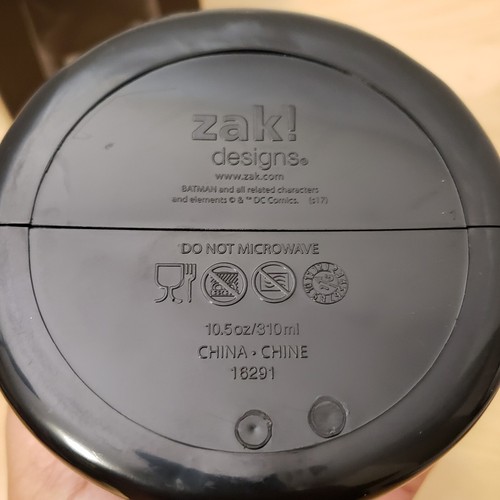 zak!
designs®
www.zak.com
BATMAN and all related characters
and elements © & ™ DC Comics. (s17)
DO NOT MICROWAVE
10.5oz/310ml
CHINA • CHINE
16291